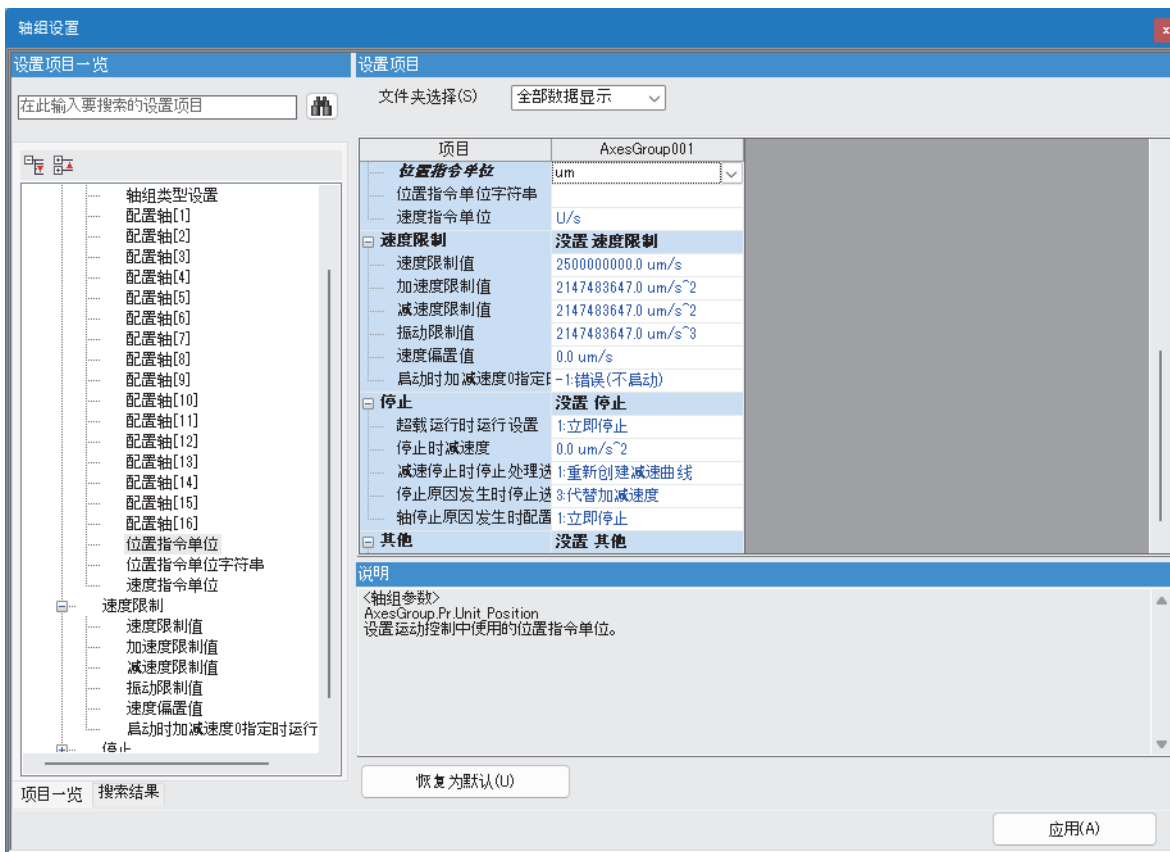 轴组设置
x
设置项目一览
在此输入要搜索的设置项目
轴组类型设置
配置轴[1]
配置轴[2]
配置轴[3]
配置轴[4]
配置轴[5]
配置轴[6]
配置轴[7]
配置轴[8]
配置轴[9]
配置轴[10]
配置轴[11]
配置轴[12]
配置轴[13]
配置轴[14]
配置轴[15]
配置轴[16]
位置指令单位
位置指令单位字符串
速度指令单位
速度限制
速度限制值
加速度限制值
减速度限制值
振动限制值
速度偏置值
启动时加减速度0指定时运行
停止
项目一览 搜索结果
设置项目
文件夹选择(S) 全部数据显示
项目 AxesGroup001
位置指令单位 um
位置指令单位字符串
速度指令单位 U/s
速度限制 没置 速度限制
速度限制值 2500000000.0 um/s
加速度限制值 2147483647.0 um/s^2
减速度限制值 2147483647.0 um/s^2
振动限制值 2147483647.0 um/s^3
速度偏置值 0.0 um/s
启动时加减速度0指定 -1:错误(不启动)
停止 没置 停止
超载运行时运行设置 1:立即停止
停止时减速度 0.0 um/s^2
减速停止时停止处理选 1:重新创建减速曲线
停止原因发生时停止选 3:代替加减速度
轴停止原因发生时配置 1:立即停止
其他 没置 其他
说明
<轴组参数>
AxesGroup.Pr.Unit_Position
设置运动控制中使用的位置指令单位。
恢复为默认(U)
应用(A)